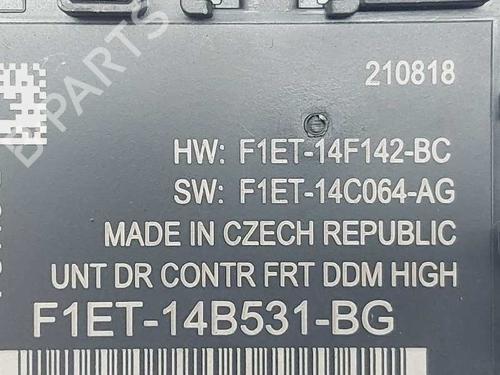 210818
HW: F1ET-14F142-BC
SW: F1ET-14C064-AG
MADE IN CZECH REPUBLIC
UNT DR CONTR FRT DDM HIGH
F1ET-14B531-BG